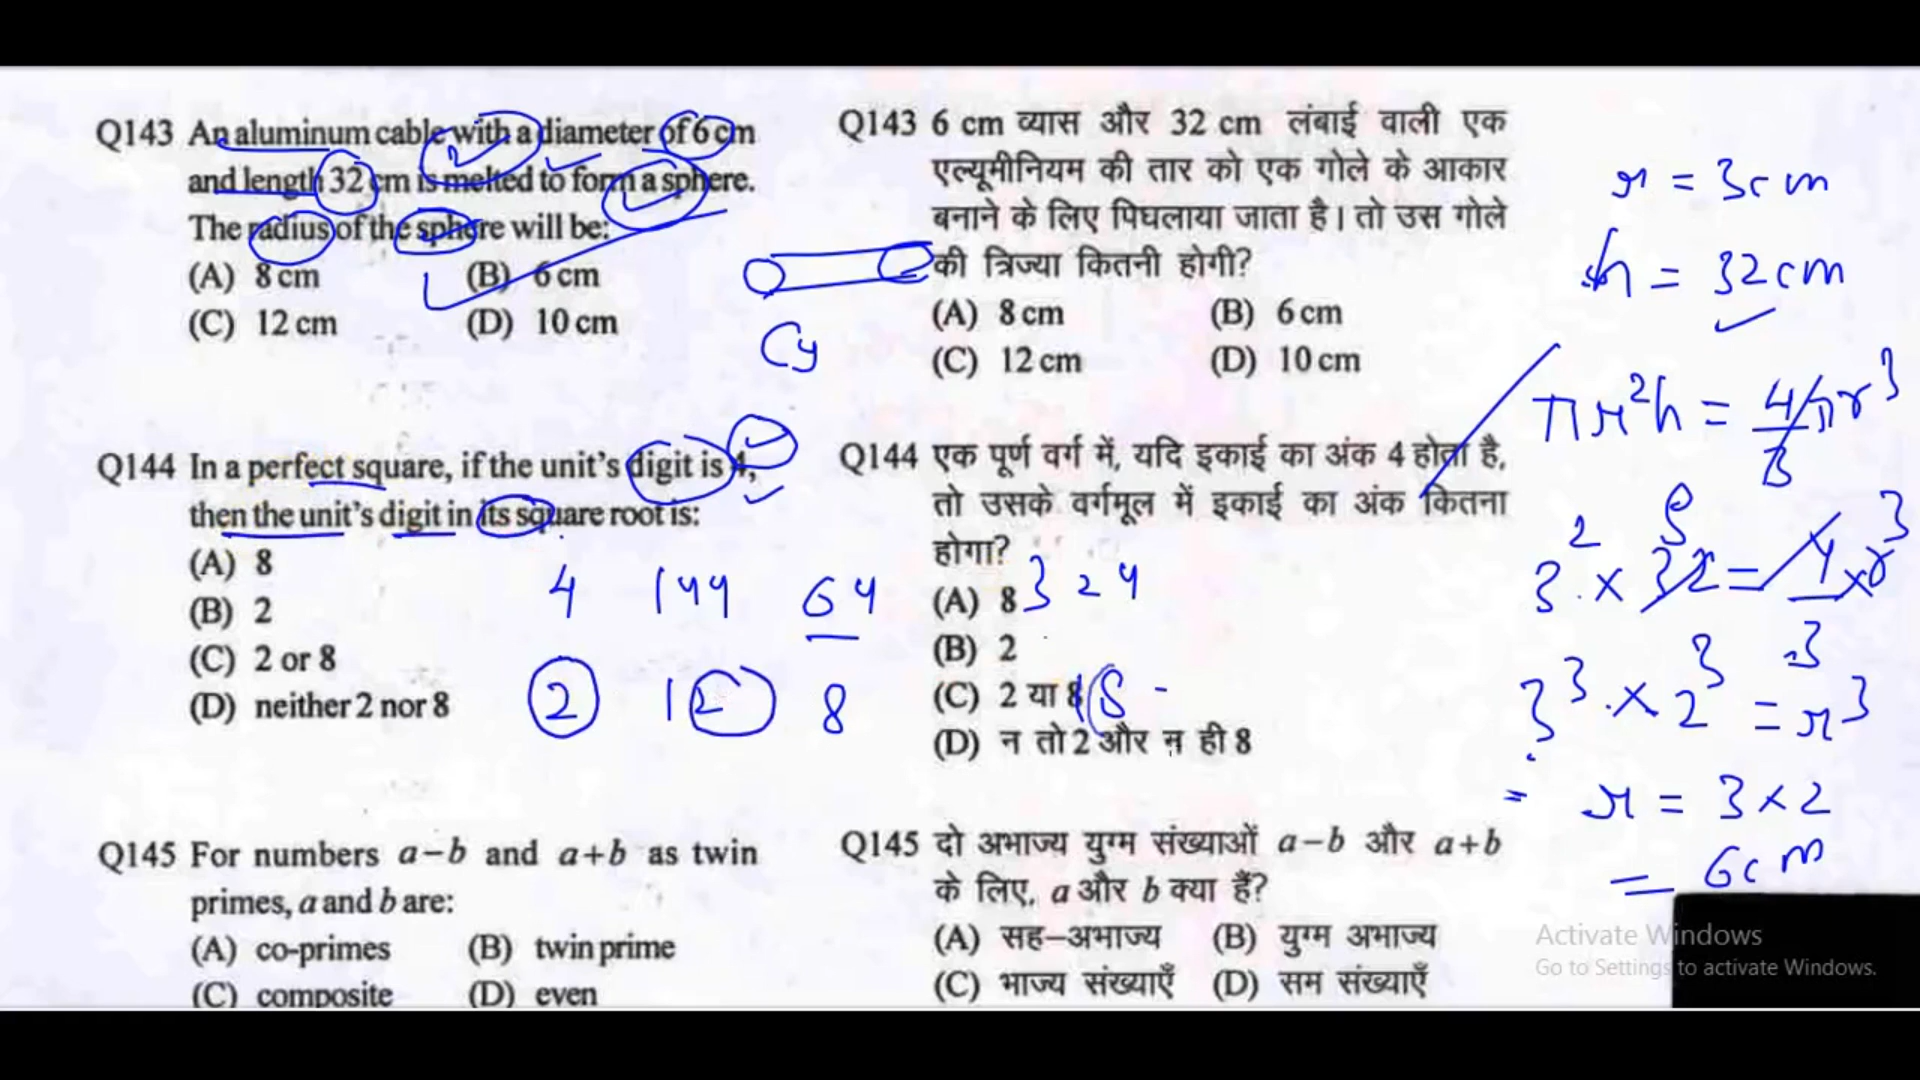 Q143 An aluminum cable with a diameter of 6 cm
and length 32 cm is melted to form a sphere.
The radius of the sphere will be:
(A) 8 cm (B) 6 cm
(C) 12 cm (D) 10 cm
Cy
Q144 In a perfect square, if the unit's digit is 4,
then the unit's digit in its square root is:
(A) 8
(B) 2
(C) 2 or 8
(D) neither 2 nor 8
4 144 64
2 12 8
Q145 For numbers a−b and a+b as twin
primes, a and b are:
(A) co-primes (B) twin prime
(C) composite (D) even
Q143 6 cm व्यास और 32 cm लंबाई वाली एक
एल्यूमीनियम की तार को एक गोले के आकार
बनाने के लिए पिघलाया जाता है। तो उस गोले
की त्रिज्या कितनी होगी?
(A) 8 cm (B) 6 cm
(C) 12 cm (D) 10 cm
Q144 एक पूर्ण वर्ग में, यदि इकाई का अंक 4 होता है,
तो उसके वर्गमूल में इकाई का अंक कितना
होगा?
(A) 8
324
(B) 2
(C) 2 या 8
18 -
(D) न तो 2 और न ही 8
Q145 दो अभाज्य युग्म संख्याओं a−b और a+b
के लिए, a और b क्या हैं?
(A) सह–अभाज्य (B) युग्म अभाज्य
(C) भाज्य संख्याएँ (D) सम संख्याएँ
r = 3cm
h = 32cm
πr²h = 4/3 πr³
3² × 32 8 = 4/3 × r³
3³ × 2³ = r³
= r = 3×2
= 6cm
Activate Windows
Go to Settings to activate Windows.